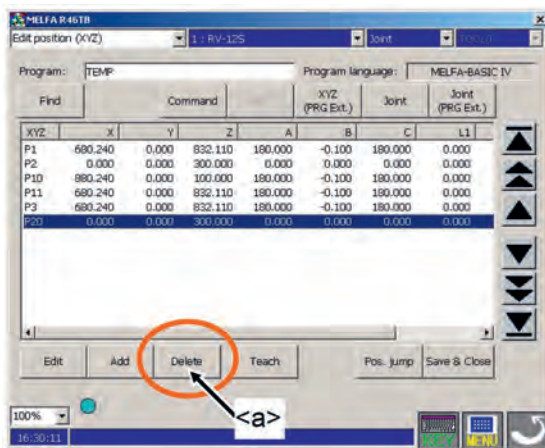 MELFA R46TB
Edit position (XYZ) 1 : RV-12S Joint TOOL0
Program: TEMP Program language: MELFA-BASIC IV
Find Command XYZ (PRG Ext.) Joint Joint (PRG Ext.)
XYZ X Y Z A B C L1
P1 680.240 0.000 832.110 180.000 -0.100 180.000 0.000
P2 0.000 0.000 300.000 0.000 0.000 0.000 0.000
P10 880.240 0.000 100.000 180.000 -0.100 180.000 0.000
P11 680.240 0.000 832.110 180.000 -0.100 180.000 0.000
P3 680.240 0.000 832.110 180.000 -0.100 180.000 0.000
P20 0.000 0.000 300.000 0.000 0.000 0.000 0.000
Edit Add Delete Teach Pos. jump Save & Close
<a>
100%
16:30:11 MENU